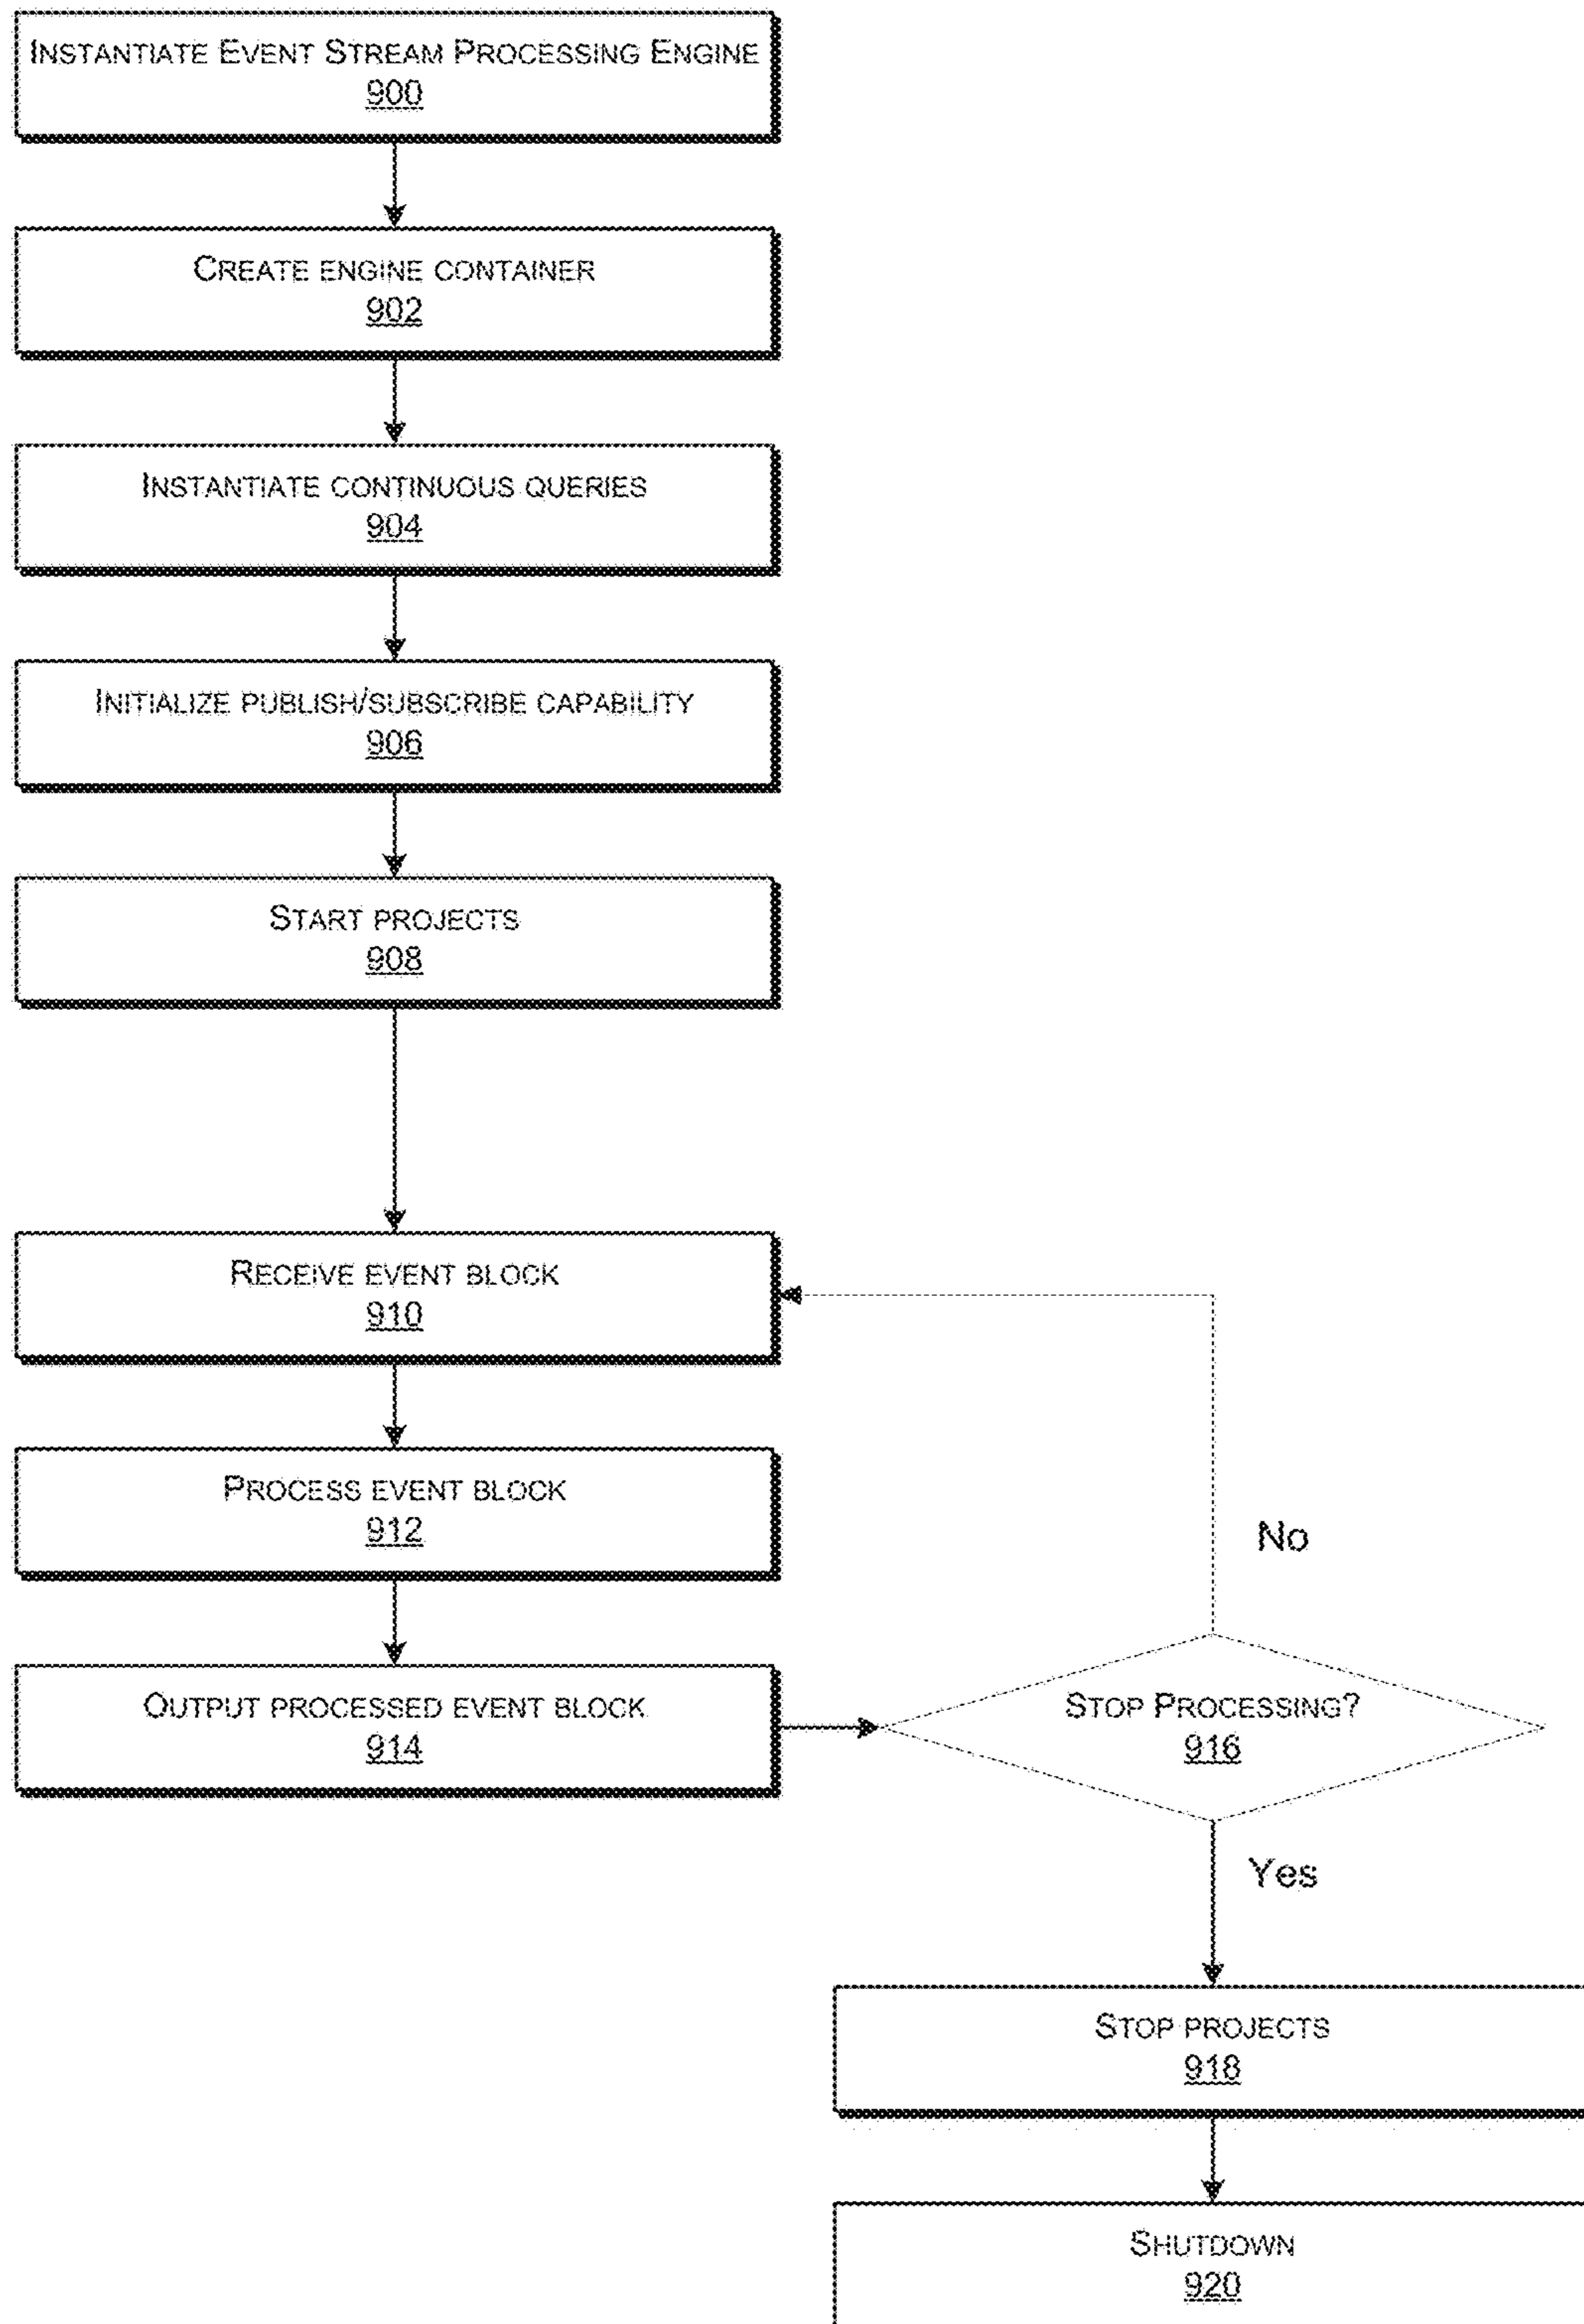 INSTANTIATE EVENT STREAM PROCESSING ENGINE
900
CREATE ENGINE CONTAINER
902
INSTANTIATE CONTINUOUS QUERIES
904
INITIALIZE PUBLISH/SUBSCRIBE CAPABILITY
906
START PROJECTS
908
RECEIVE EVENT BLOCK
910
PROCESS EVENT BLOCK
912
No
OUTPUT PROCESSED EVENT BLOCK
914
STOP PROCESSING?
916
Yes
STOP PROJECTS
918
SHUTDOWN
920